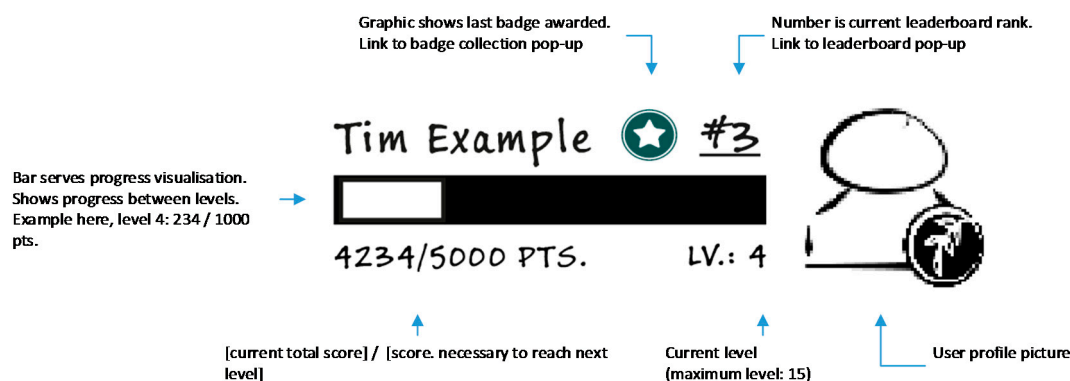 Graphic shows last badge awarded.
Link to badge collection pop-up
Number is current leaderboard rank.
Link to leaderboard pop-up
Tim Example
#3
Bar serves progress visualisation.
Shows progress between levels.
Example here, level 4: 234 / 1000
pts.
4234/5000 PTS.
LV.: 4
[current total score] / [score. necessary to reach next
level]
Current level
(maximum level: 15)
User profile picture